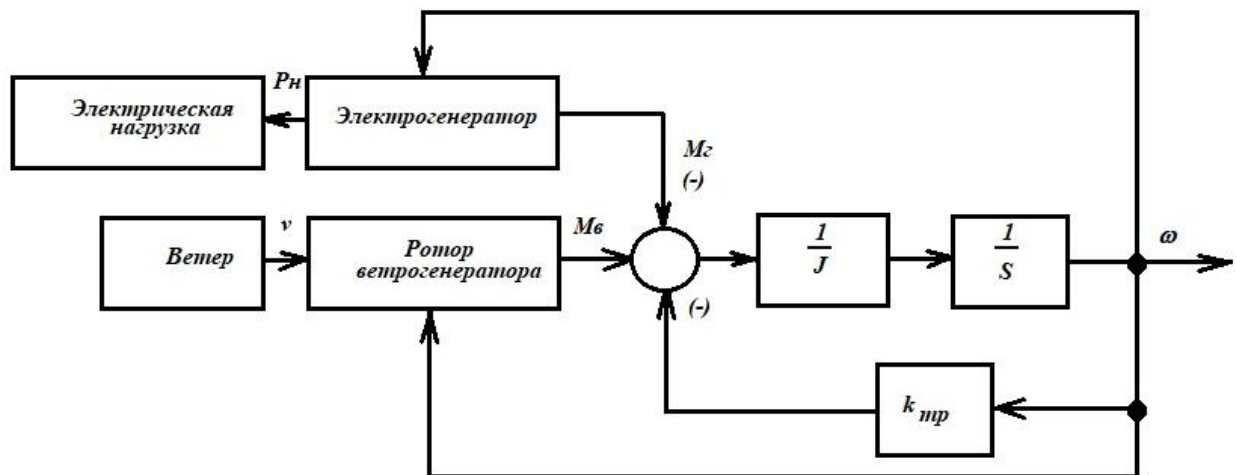 Pн
Электрическая
нагрузка
Электрогенератор
Mг
(-)
Ветер
v
Ротор
ветрогенератора
Mв
1
J
1
S
ω
(-)
k тр